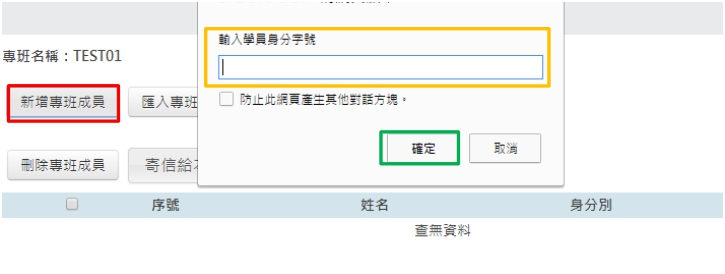 輸入學員身分字號
專班名稱：TEST01
新增專班成員
匯入專班
防止此網頁產生其他對話方塊。
確定
取消
刪除專班成員
寄信給
序號
姓名
身分別
查無資料